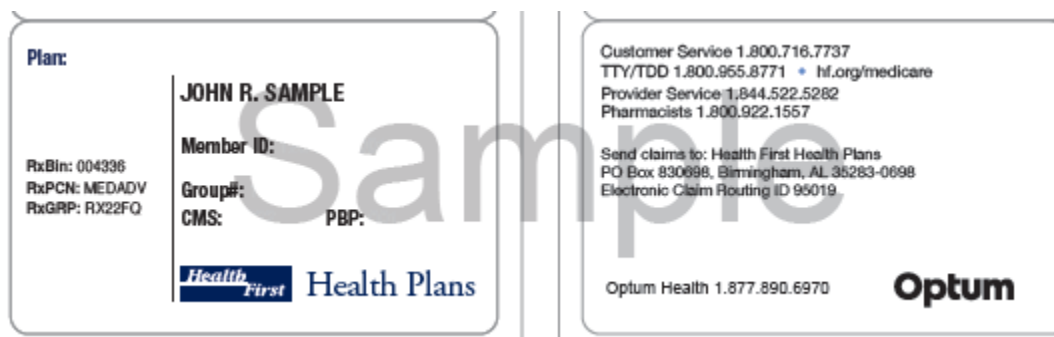 Plan:
JOHN R. SAMPLE
Member ID:
RxBin: 004336
RxPCN: MEDADV
RxGRP: RX22FQ
Group#:
CMS: PBP:
Health First Health Plans
Sample
Customer Service 1.800.716.7737
TTY/TDD 1.800.955.8771 • hf.org/medicare
Provider Service 1.844.522.5282
Pharmacists 1.800.922.1557
Send claims to: Health First Health Plans
PO Box 830698, Birmingham, AL 35283-0698
Electronic Claim Routing ID 95019
Optum Health 1.877.890.6970
Optum